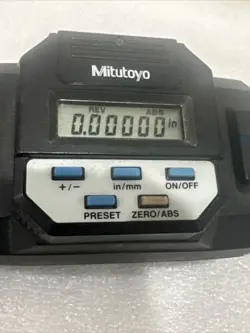 Mitutoyo
REV ABS
0.00000 in
+/- in/mm ON/OFF
PRESET ZERO/ABS